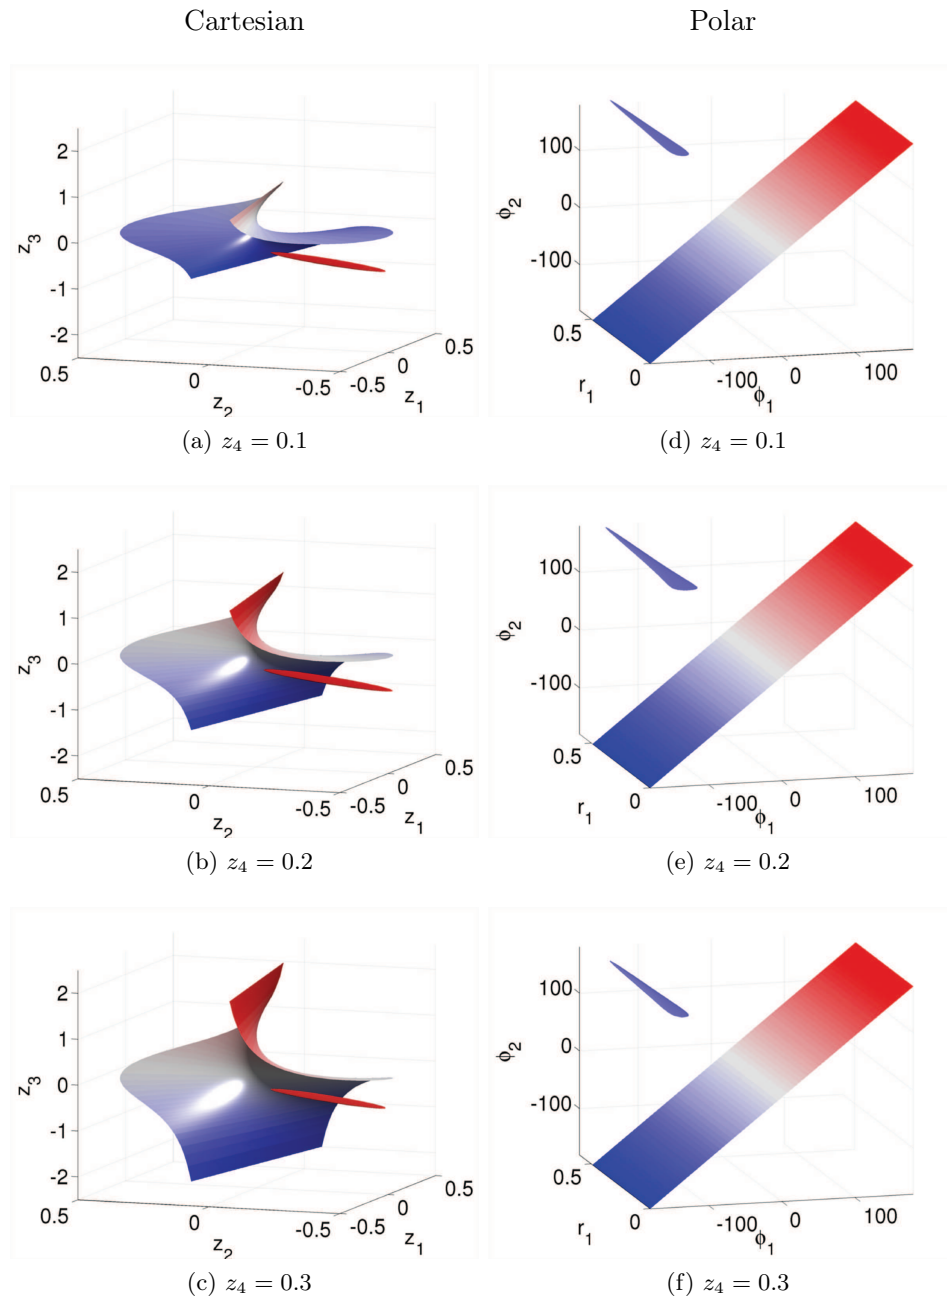 Cartesian
Polar
2
1
0
-1
-2
z3
0.5
0
-0.5
z2
-0.5
0
0.5
z1
(a) z4 = 0.1
100
0
-100
ϕ2
0.5
0
r1
-100
0
100
ϕ1
(d) z4 = 0.1
2
1
0
-1
-2
z3
0.5
0
-0.5
z2
-0.5
0
0.5
z1
(b) z4 = 0.2
100
0
-100
ϕ2
0.5
0
r1
-100
0
100
ϕ1
(e) z4 = 0.2
2
1
0
-1
-2
z3
0.5
0
-0.5
z2
-0.5
0
0.5
z1
(c) z4 = 0.3
100
0
-100
ϕ2
0.5
0
r1
-100
0
100
ϕ1
(f) z4 = 0.3